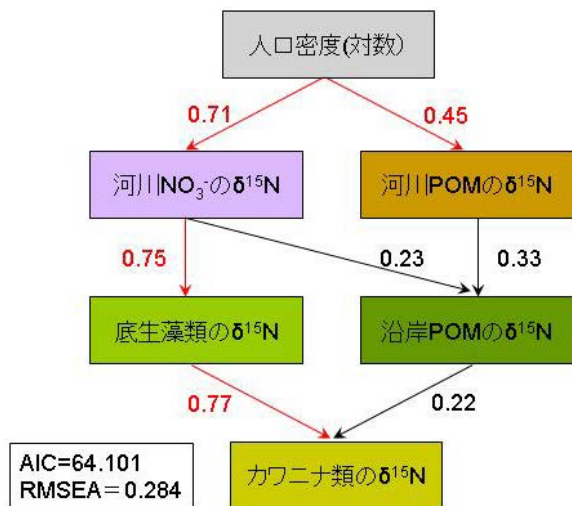 人口密度(対数）
0.71
0.45
河川NO₃⁻のδ¹⁵N
河川POMのδ¹⁵N
0.75
0.23
0.33
底生藻類のδ¹⁵N
沿岸POMのδ¹⁵N
0.77
0.22
カワニナ類のδ¹⁵N
AIC=64.101
RMSEA＝0.284